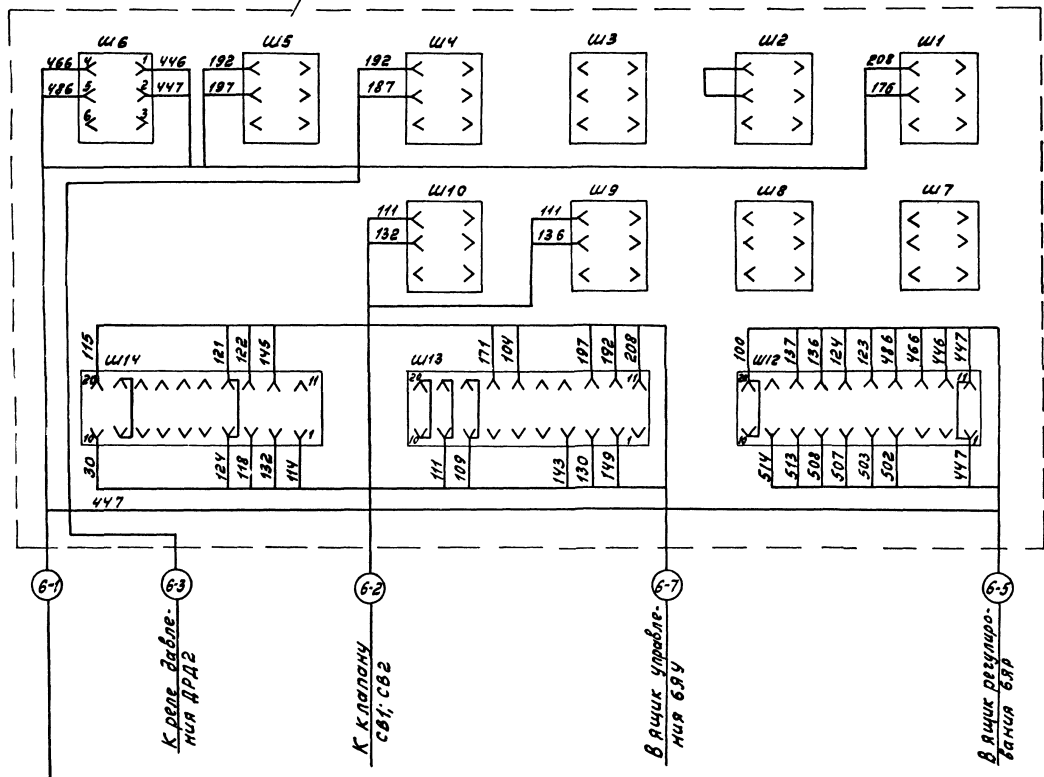 Ш6 Ш5 Ш4 Ш3 Ш2 Ш1
466 4 1 446 192 192 208
486 5 2 447 197 187 176
6 3
Ш10 Ш9 Ш8 Ш7
111 111
132 136
115 121 122 145 171 104 197 192 208 100 137 136 124 123 486 466 446 447
Ш14 Ш13 Ш12
20 11 20 11 20 11
10 1 10 1 10 1
30 124 118 132 114 111 109 143 130 149 514 513 508 507 503 502 447
447
6-1 6-3 6-2 6-7 6-5
К реле давле-
ния ДРД2
К клапану
СВ1; СВ2
В ящик управле-
ния 6ЯУ
В ящик регулиро-
вания 6ЯР